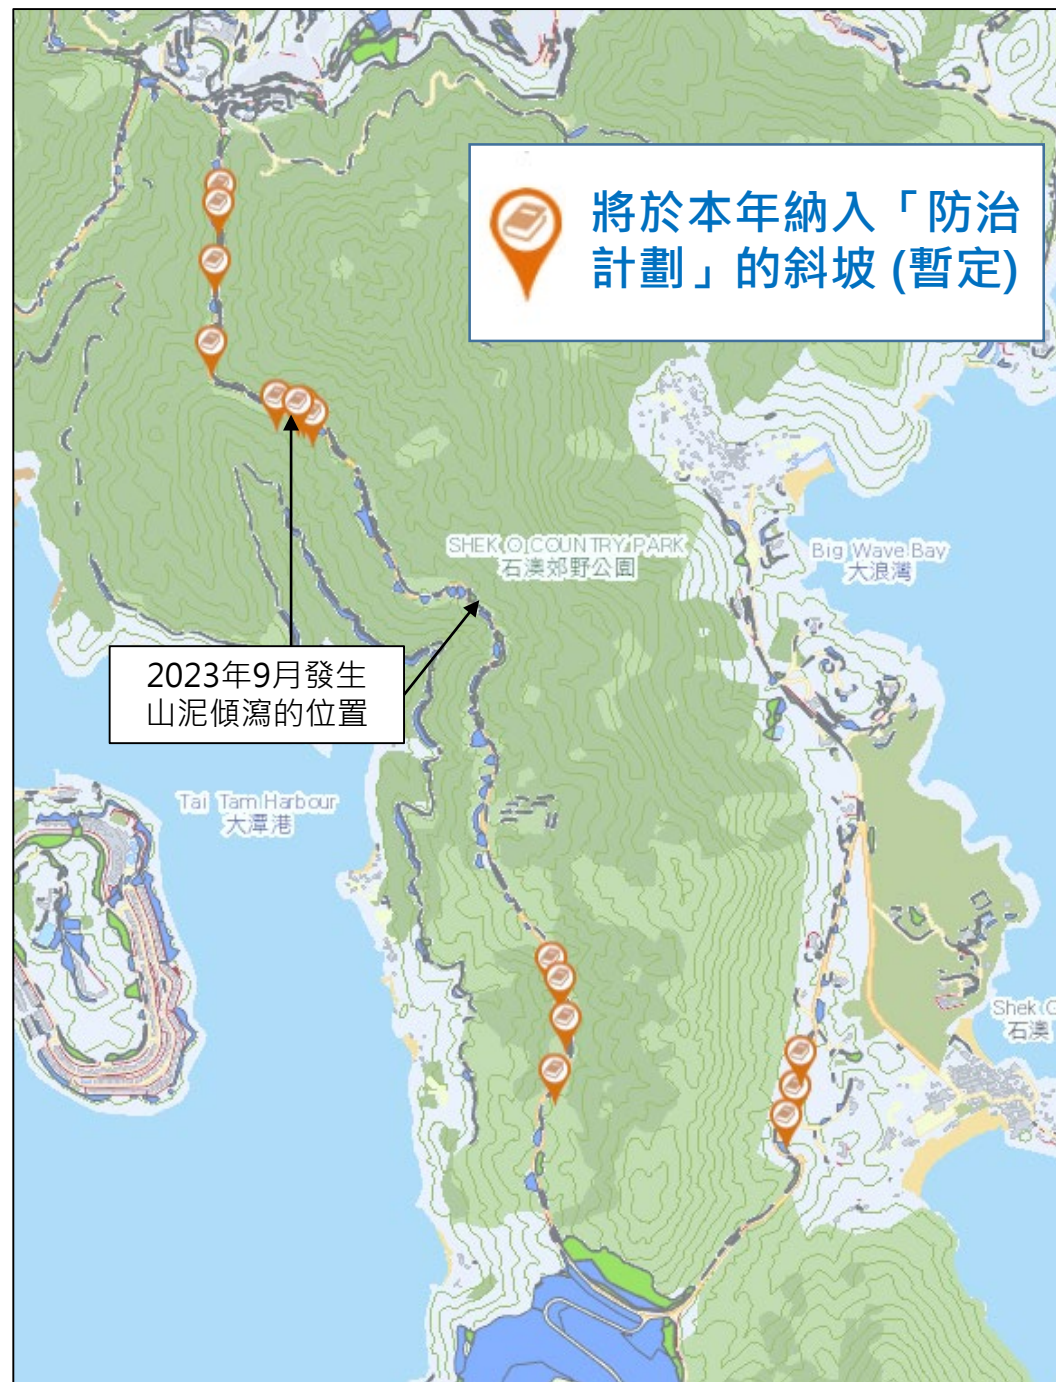 將於本年納入「防治
計劃」的斜坡 (暫定)
SHEK O COUNTRY PARK
石澳郊野公園
Big Wave Bay
大浪灣
2023年9月發生
山泥傾瀉的位置
Tai Tam Harbour
大潭港
Shek O
石澳